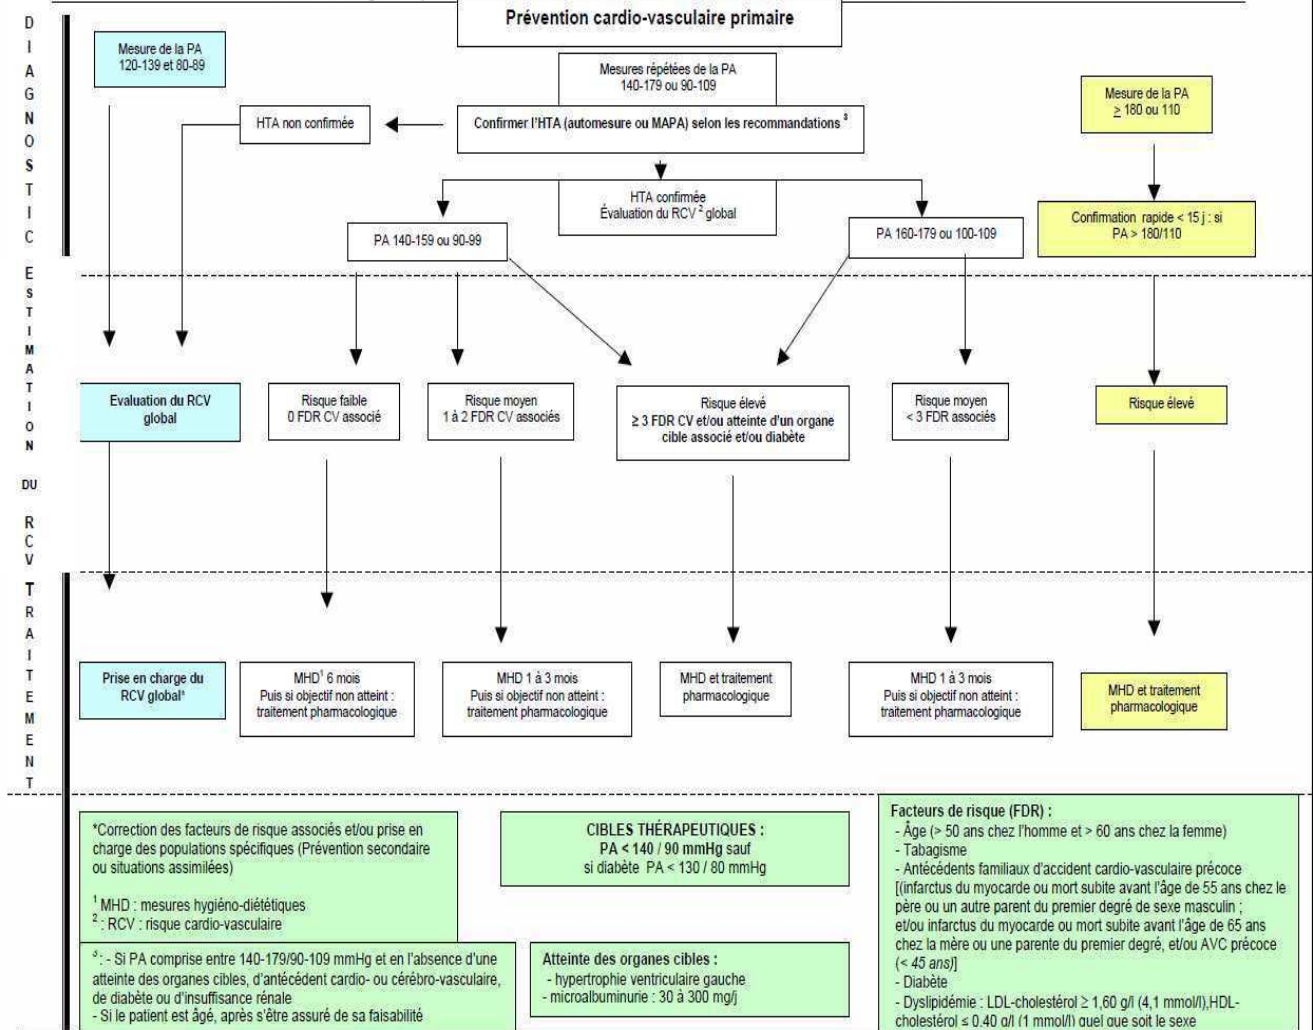 Prévention cardio-vasculaire primaire
DIAGNOSTIC
Mesure de la PA
120-139 et 80-89
Mesures répétées de la PA
140-179 ou 90-109
Mesure de la PA
≥ 180 ou 110
HTA non confirmée
Confirmer l'HTA (automesure ou MAPA) selon les recommandations ³
HTA confirmée
Évaluation du RCV ² global
PA 140-159 ou 90-99
PA 160-179 ou 100-109
Confirmation rapide < 15 j : si
PA > 180/110
ESTIMATION DU RCV
Evaluation du RCV
global
Risque faible
0 FDR CV associé
Risque moyen
1 à 2 FDR CV associés
Risque élevé
≥ 3 FDR CV et/ou atteinte d'un organe
cible associé et/ou diabète
Risque moyen
< 3 FDR associés
Risque élevé
TRAITEMENT
Prise en charge du
RCV global*
MHD¹ 6 mois
Puis si objectif non atteint :
traitement pharmacologique
MHD 1 à 3 mois
Puis si objectif non atteint :
traitement pharmacologique
MHD et traitement
pharmacologique
MHD 1 à 3 mois
Puis si objectif non atteint :
traitement pharmacologique
MHD et traitement
pharmacologique
*Correction des facteurs de risque associés et/ou prise en
charge des populations spécifiques (Prévention secondaire
ou situations assimilées)
¹ MHD : mesures hygiéno-diététiques
² : RCV : risque cardio-vasculaire
³ : - Si PA comprise entre 140-179/90-109 mmHg et en l'absence d'une
atteinte des organes cibles, d'antécédent cardio- ou cérébro-vasculaire,
de diabète ou d'insuffisance rénale
- Si le patient est âgé, après s'être assuré de sa faisabilité
CIBLES THÉRAPEUTIQUES :
PA < 140 / 90 mmHg sauf
si diabète PA < 130 / 80 mmHg
Atteinte des organes cibles :
- hypertrophie ventriculaire gauche
- microalbuminurie : 30 à 300 mg/j
Facteurs de risque (FDR) :
- Âge (> 50 ans chez l'homme et > 60 ans chez la femme)
- Tabagisme
- Antécédents familiaux d'accident cardio-vasculaire précoce
[(infarctus du myocarde ou mort subite avant l'âge de 55 ans chez le
père ou un autre parent du premier degré de sexe masculin ;
et/ou infarctus du myocarde ou mort subite avant l'âge de 65 ans
chez la mère ou une parente du premier degré, et/ou AVC précoce
(< 45 ans)]
- Diabète
- Dyslipidémie : LDL-cholestérol ≥ 1,60 g/l (4,1 mmol/l),HDL-
cholestérol ≤ 0,40 g/l (1 mmol/l) quel que soit le sexe